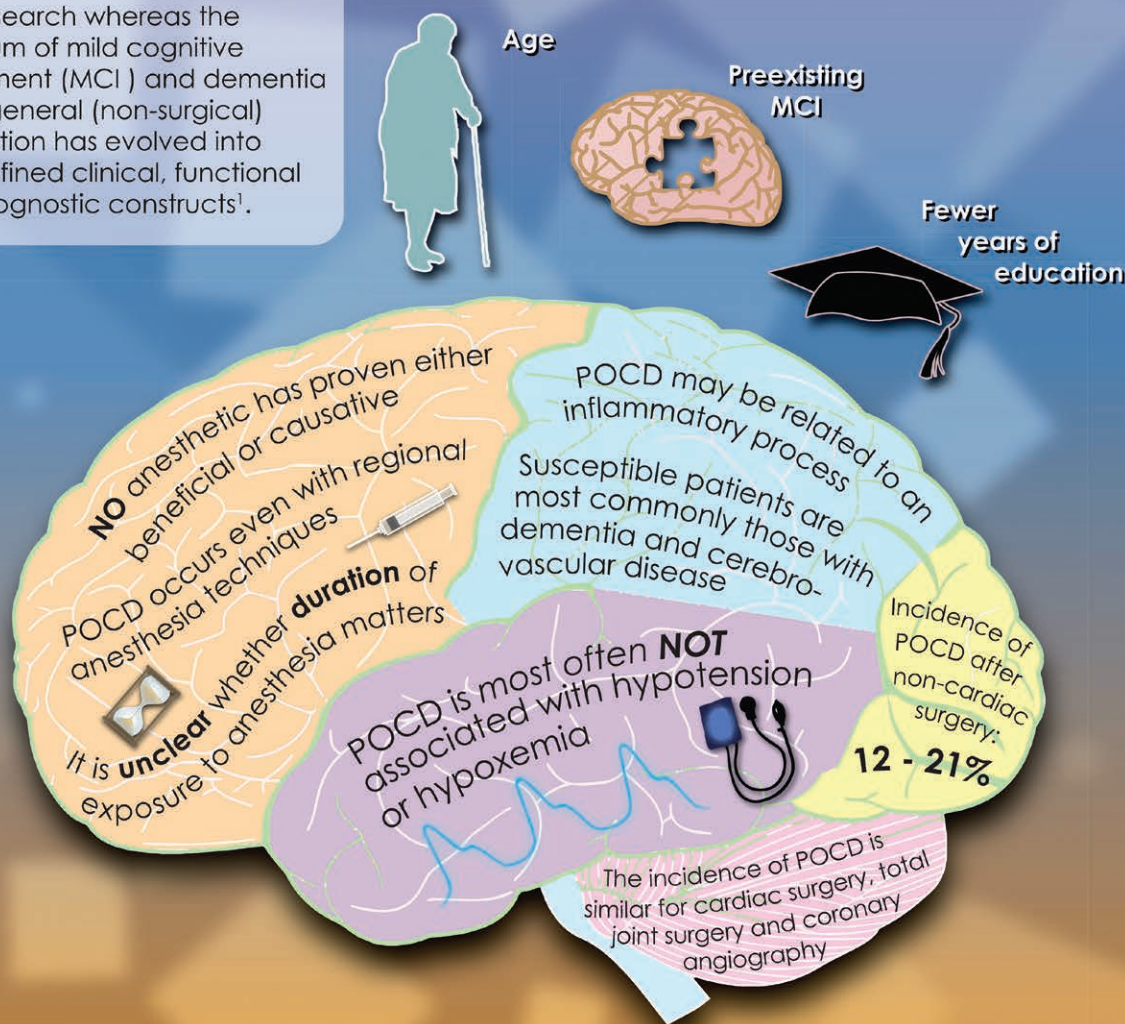 search whereas the
um of mild cognitive
ment (MCI ) and dementia
general (non-surgical)
tion has evolved into
fined clinical, functional
ognostic constructs¹.
Age
Preexisting
MCI
Fewer
years of
education
NO anesthetic has proven either
beneficial or causative
POCD occurs even with regional
anesthesia techniques
It is unclear whether duration of
exposure to anesthesia matters
POCD may be related to an
inflammatory process
Susceptible patients are
most commonly those with
dementia and cerebro-
vascular disease
POCD is most often NOT
associated with hypotension
or hypoxemia
Incidence of
POCD after
non-cardiac
surgery:
12 - 21%
The incidence of POCD is
similar for cardiac surgery, total
joint surgery and coronary
angiography